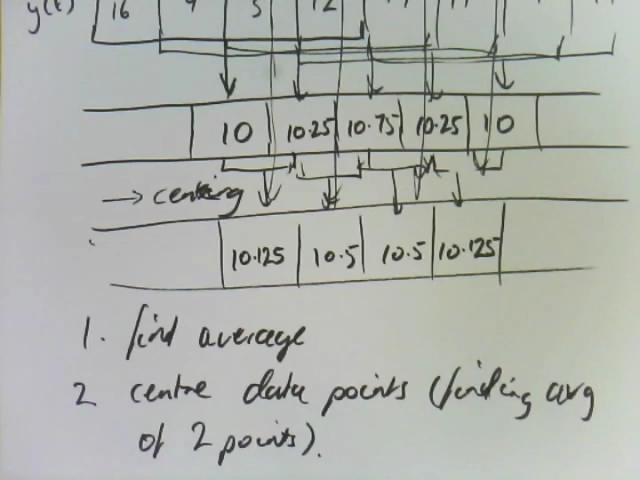 y(t) 16 9 5 12
10 10.25 10.75 10.25 10
→ centring
10.125 10.5 10.5 10.125
1. find average
2 centre data points (finding avg
of 2 points).